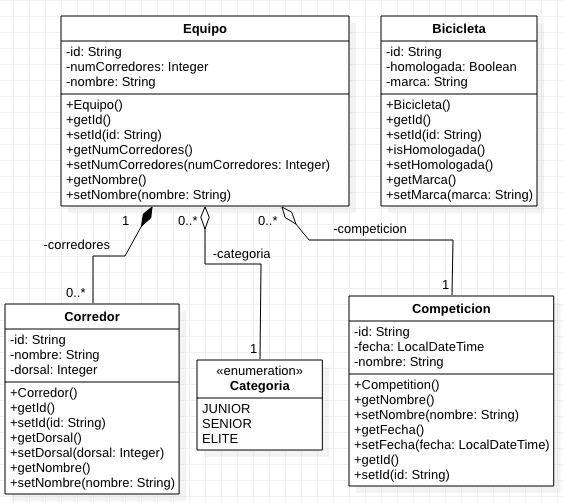 Equipo
-id: String
-numCorredores: Integer
-nombre: String
+Equipo()
+getId()
+setId(id: String)
+getNumCorredores()
+setNumCorredores(numCorredores: Integer)
+getNombre()
+setNombre(nombre: String)
Bicicleta
-id: String
-homologada: Boolean
-marca: String
+Bicicleta()
+getId()
+setId(id: String)
+isHomologada()
+setHomologada()
+getMarca()
+setMarca(marca: String)
1
0..*
0..*
-corredores
-categoria
-competicion
0..*
1
1
Corredor
-id: String
-nombre: String
-dorsal: Integer
+Corredor()
+getId()
+setId(id: String)
+getDorsal()
+setDorsal(dorsal: Integer)
+getNombre()
+setNombre(nombre: String)
«enumeration»
Categoria
JUNIOR
SENIOR
ELITE
Competicion
-id: String
-fecha: LocalDateTime
-nombre: String
+Competition()
+getNombre()
+setNombre(nombre: String)
+getFecha()
+setFecha(fecha: LocalDateTime)
+getId()
+setId(id: String)